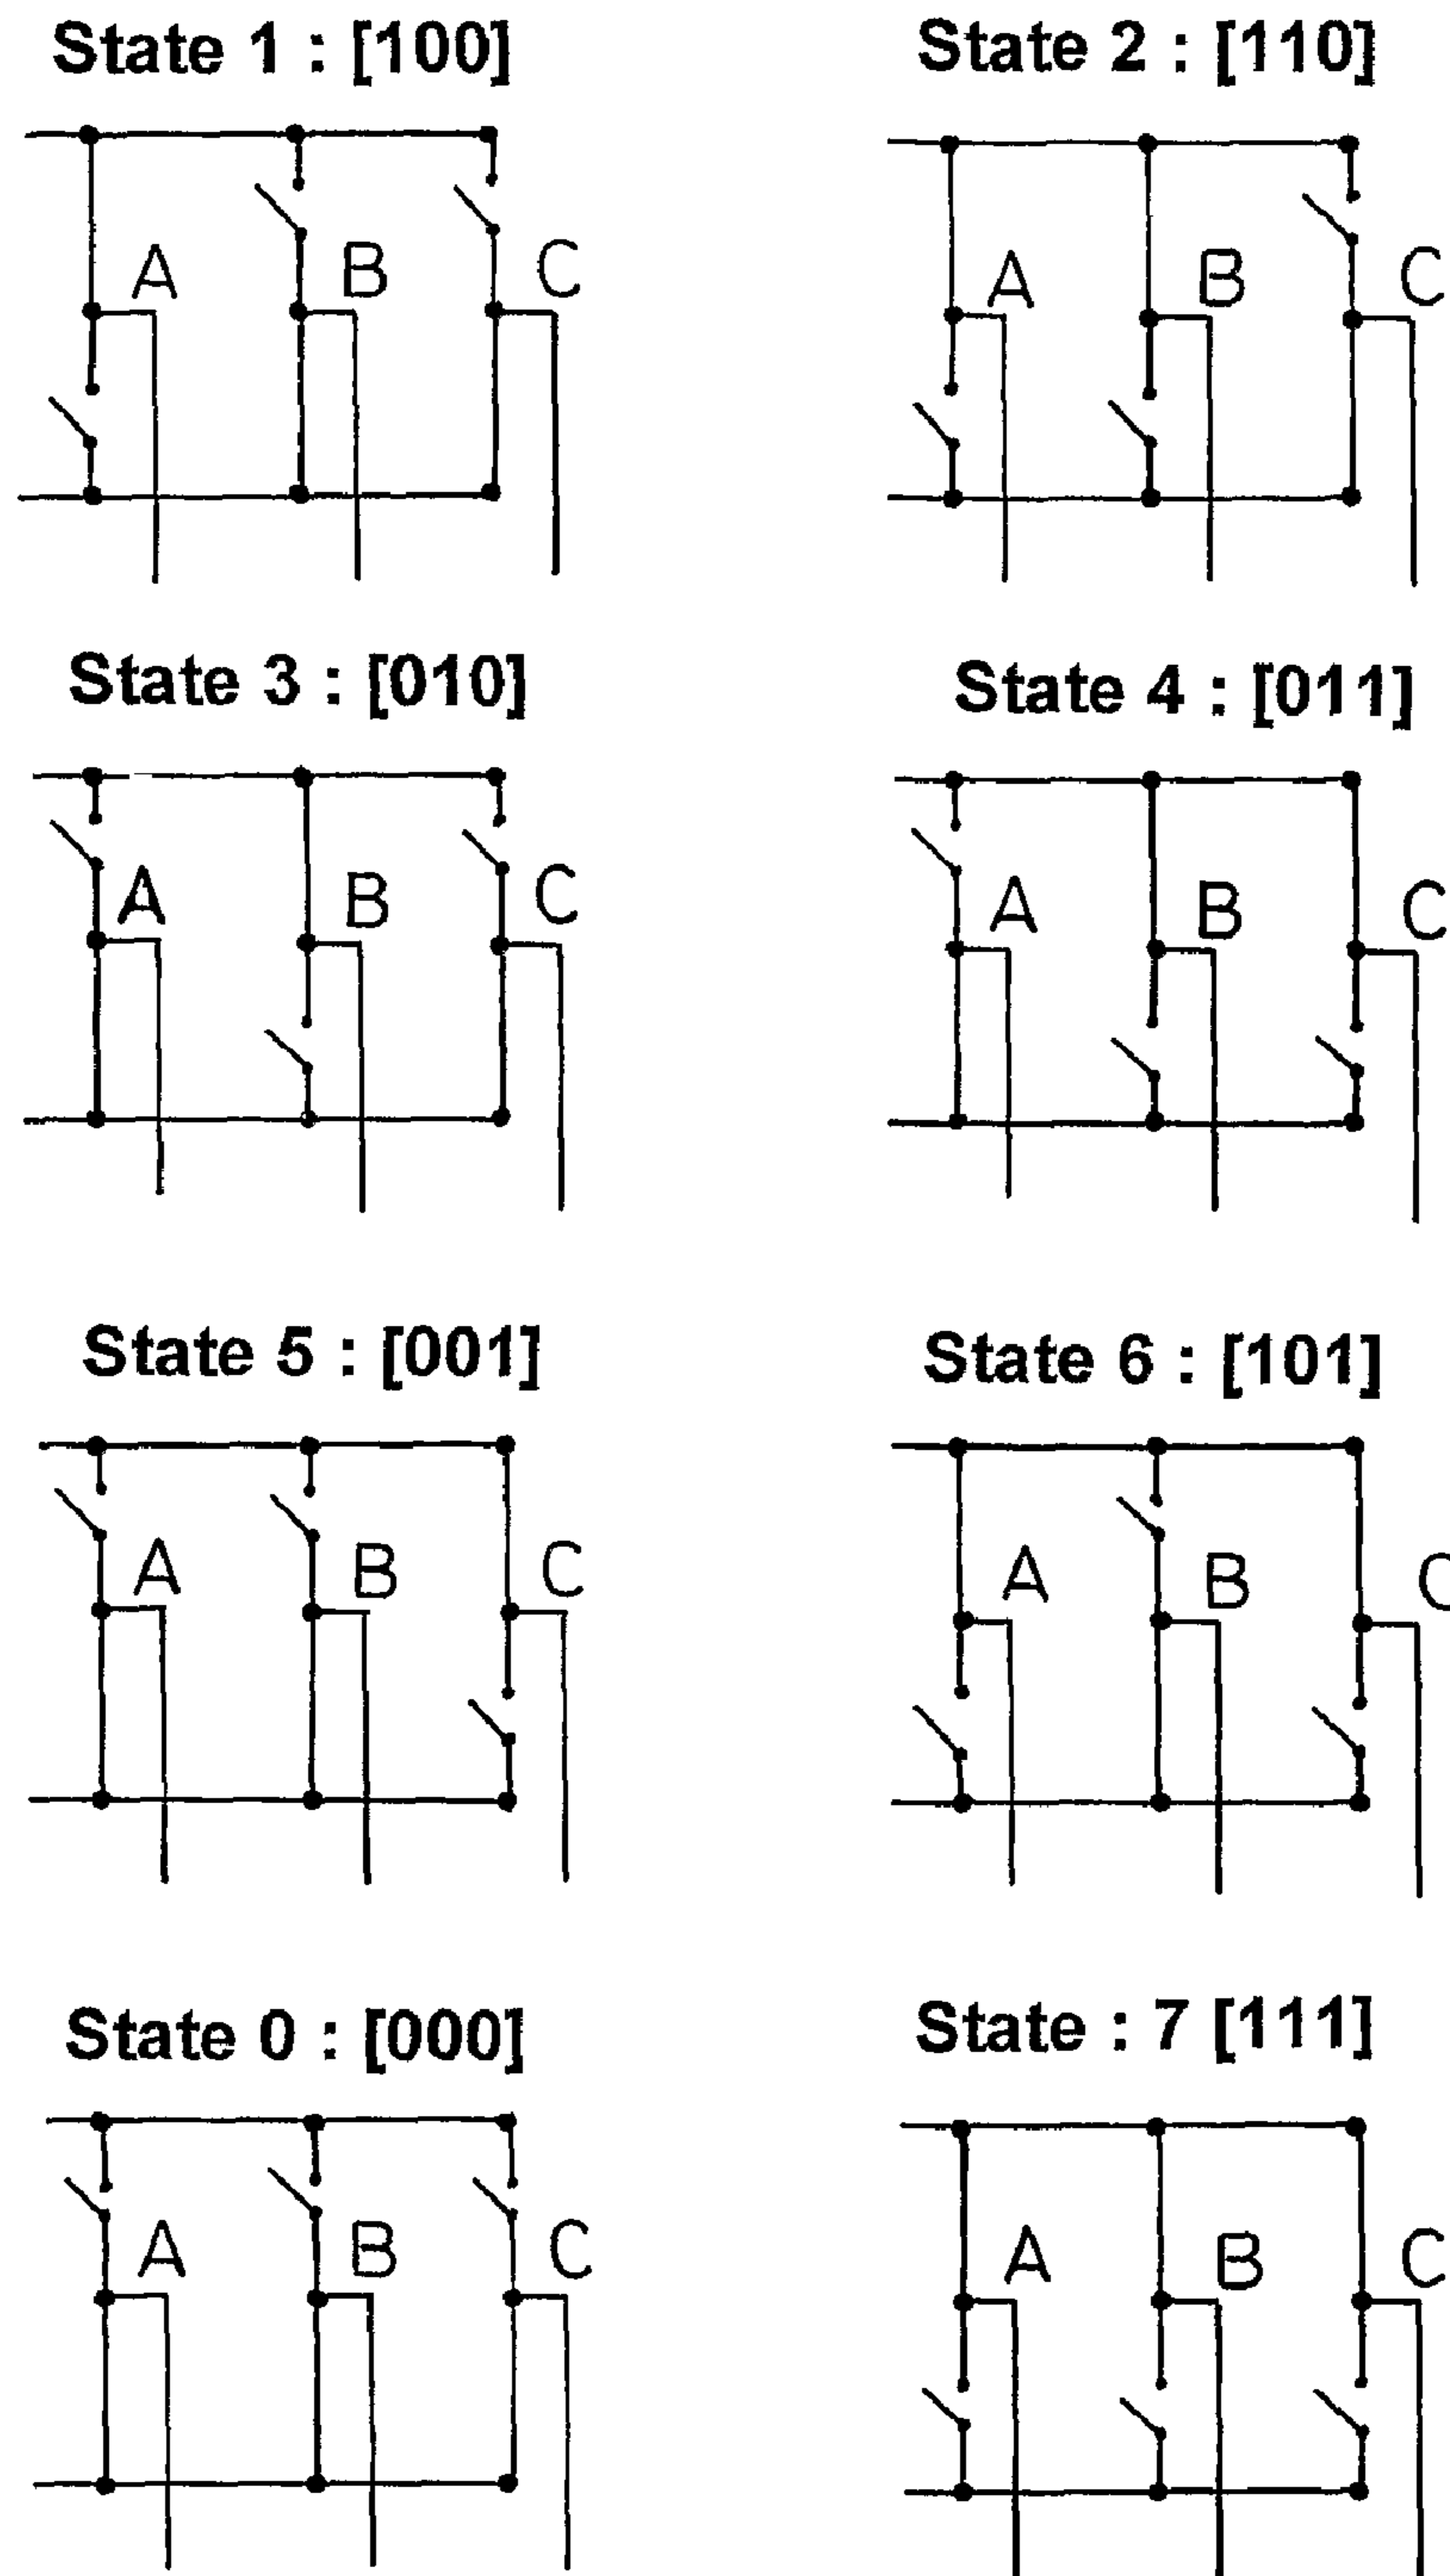 State 1 : [100]
State 2 : [110]
A B C
A B C
State 3 : [010]
State 4 : [011]
A B C
A B C
State 5 : [001]
State 6 : [101]
A B C
A B C
State 0 : [000]
State : 7 [111]
A B C
A B C